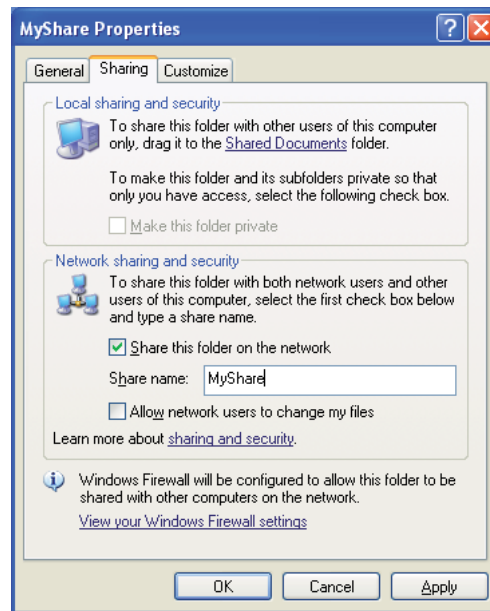 MyShare Properties
General Sharing Customize
Local sharing and security
To share this folder with other users of this computer
only, drag it to the Shared Documents folder.
To make this folder and its subfolders private so that
only you have access, select the following check box.
Make this folder private
Network sharing and security
To share this folder with both network users and other
users of this computer, select the first check box below
and type a share name.
Share this folder on the network
Share name: MyShare
Allow network users to change my files
Learn more about sharing and security.
Windows Firewall will be configured to allow this folder to be
shared with other computers on the network.
View your Windows Firewall settings
OK Cancel Apply